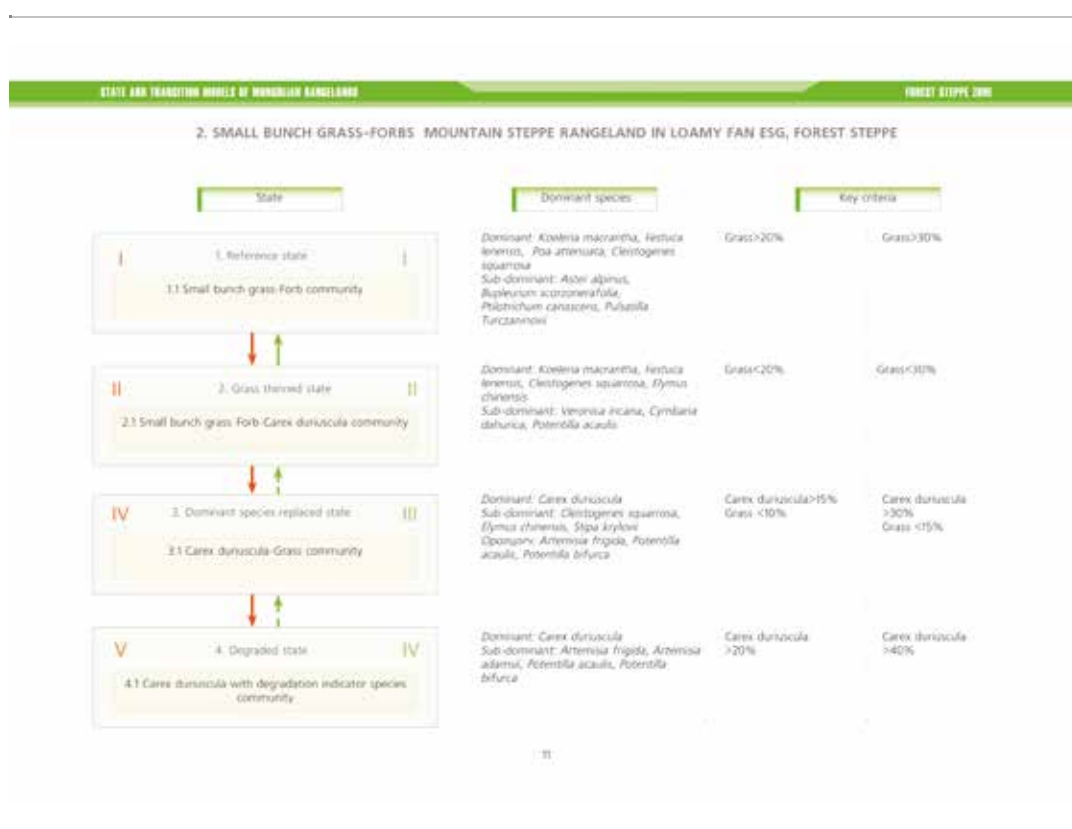 STATE AND TRANSITION MODELS OF MONGOLIAN RANGELANDS
FOREST STEPPE ZONE
2. SMALL BUNCH GRASS-FORBS MOUNTAIN STEPPE RANGELAND IN LOAMY FAN ESG, FOREST STEPPE
State
Dominant species
Key criteria
I
1. Reference state
I
1.1 Small bunch grass-Forb community
Dominant: Koeleria macrantha, Festuca
lenensis, Poa attenuata, Cleistogenes
squarrosa
Sub-dominant: Aster alpinus,
Bupleurum scorzonerafolia,
Ptilotrichum canascens, Pulsatilla
Turczaninovii
Grass>20%
Grass>30%
II
2. Grass thinned state
II
2.1 Small bunch grass-Forb-Carex duriuscula community
Dominant: Koeleria macrantha, Festuca
lenensis, Cleistogenes squarrosa, Elymus
chinensis
Sub-dominant: Veronica incana, Cymbaria
dahurica, Potentilla acaulis
Grass<20%
Grass<30%
IV
3. Dominant species replaced state
III
3.1 Carex duriuscula-Grass community
Dominant: Carex duriuscula
Sub-dominant: Cleistogenes squarrosa,
Elymus chinensis, Stipa krylovi
Artemisia frigida, Potentilla
acaulis, Potentilla bifurca
Carex duriuscula>15%
Grass <10%
Carex duriuscula
>30%
Grass <15%
V
4. Degraded state
IV
4.1 Carex duriuscula with degradation indicator species
community
Dominant: Carex duriuscula
Sub-dominant: Artemisia frigida, Artemisia
adamsii, Potentilla acaulis, Potentilla
bifurca
Carex duriuscula
>20%
Carex duriuscula
>40%
11